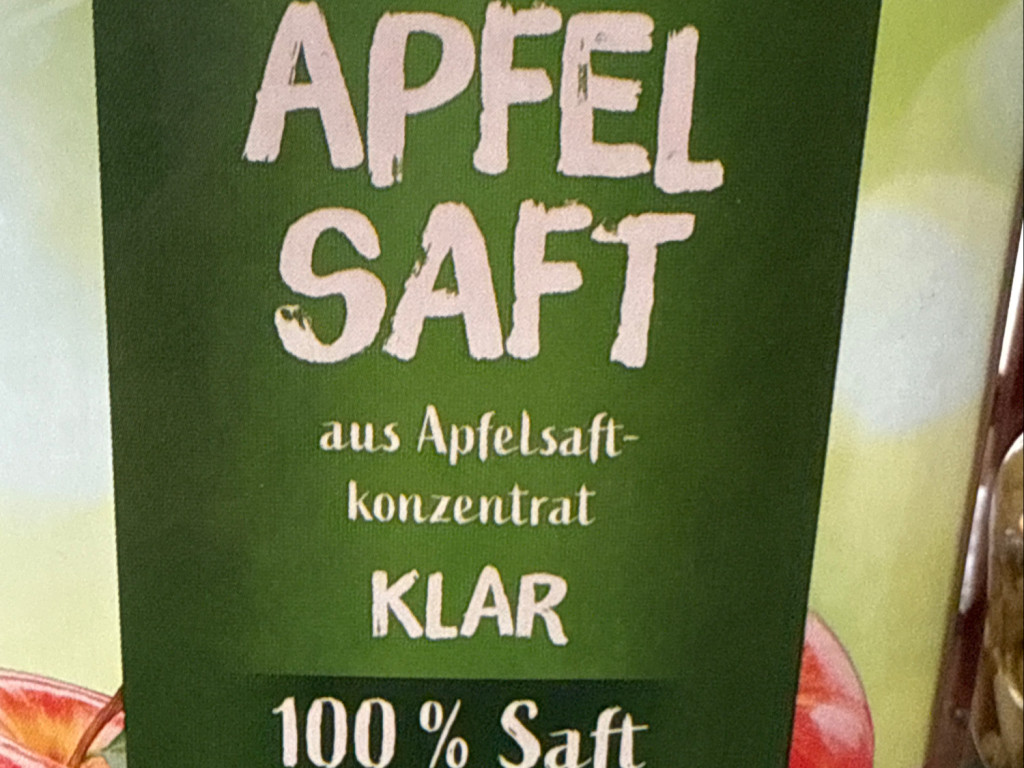 APFEL
SAFT
aus Apfelsaft-
konzentrat
KLAR
100 % Saft